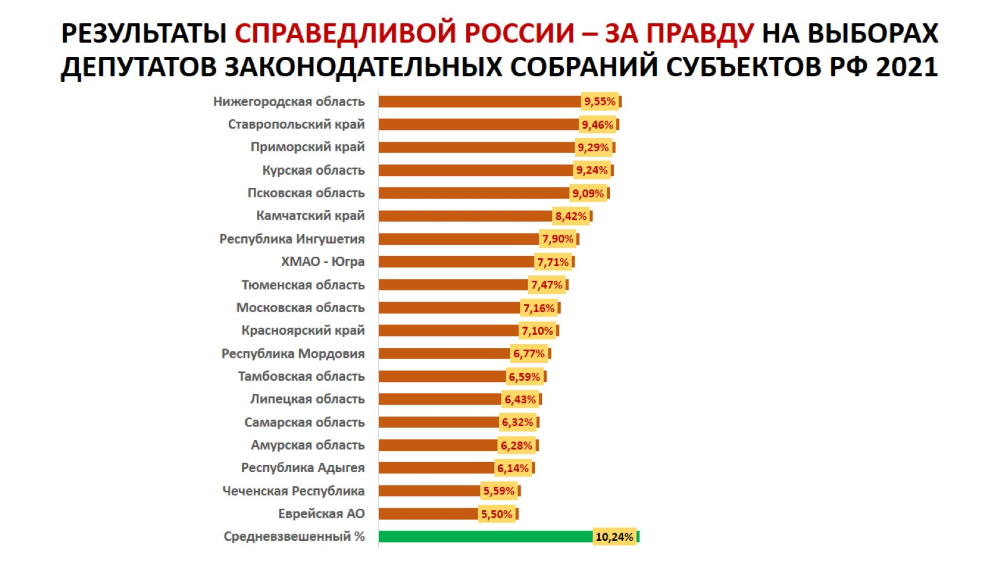 РЕЗУЛЬТАТЫ СПРАВЕДЛИВОЙ РОССИИ – ЗА ПРАВДУ НА ВЫБОРАХ
ДЕПУТАТОВ ЗАКОНОДАТЕЛЬНЫХ СОБРАНИЙ СУБЪЕКТОВ РФ 2021
Нижегородская область 9,55%
Ставропольский край 9,46%
Приморский край 9,29%
Курская область 9,24%
Псковская область 9,09%
Камчатский край 8,42%
Республика Ингушетия 7,90%
ХМАО - Югра 7,71%
Тюменская область 7,47%
Московская область 7,16%
Красноярский край 7,10%
Республика Мордовия 6,77%
Тамбовская область 6,59%
Липецкая область 6,43%
Самарская область 6,32%
Амурская область 6,28%
Республика Адыгея 6,14%
Чеченская Республика 5,59%
Еврейская АО 5,50%
Средневзвешенный % 10,24%